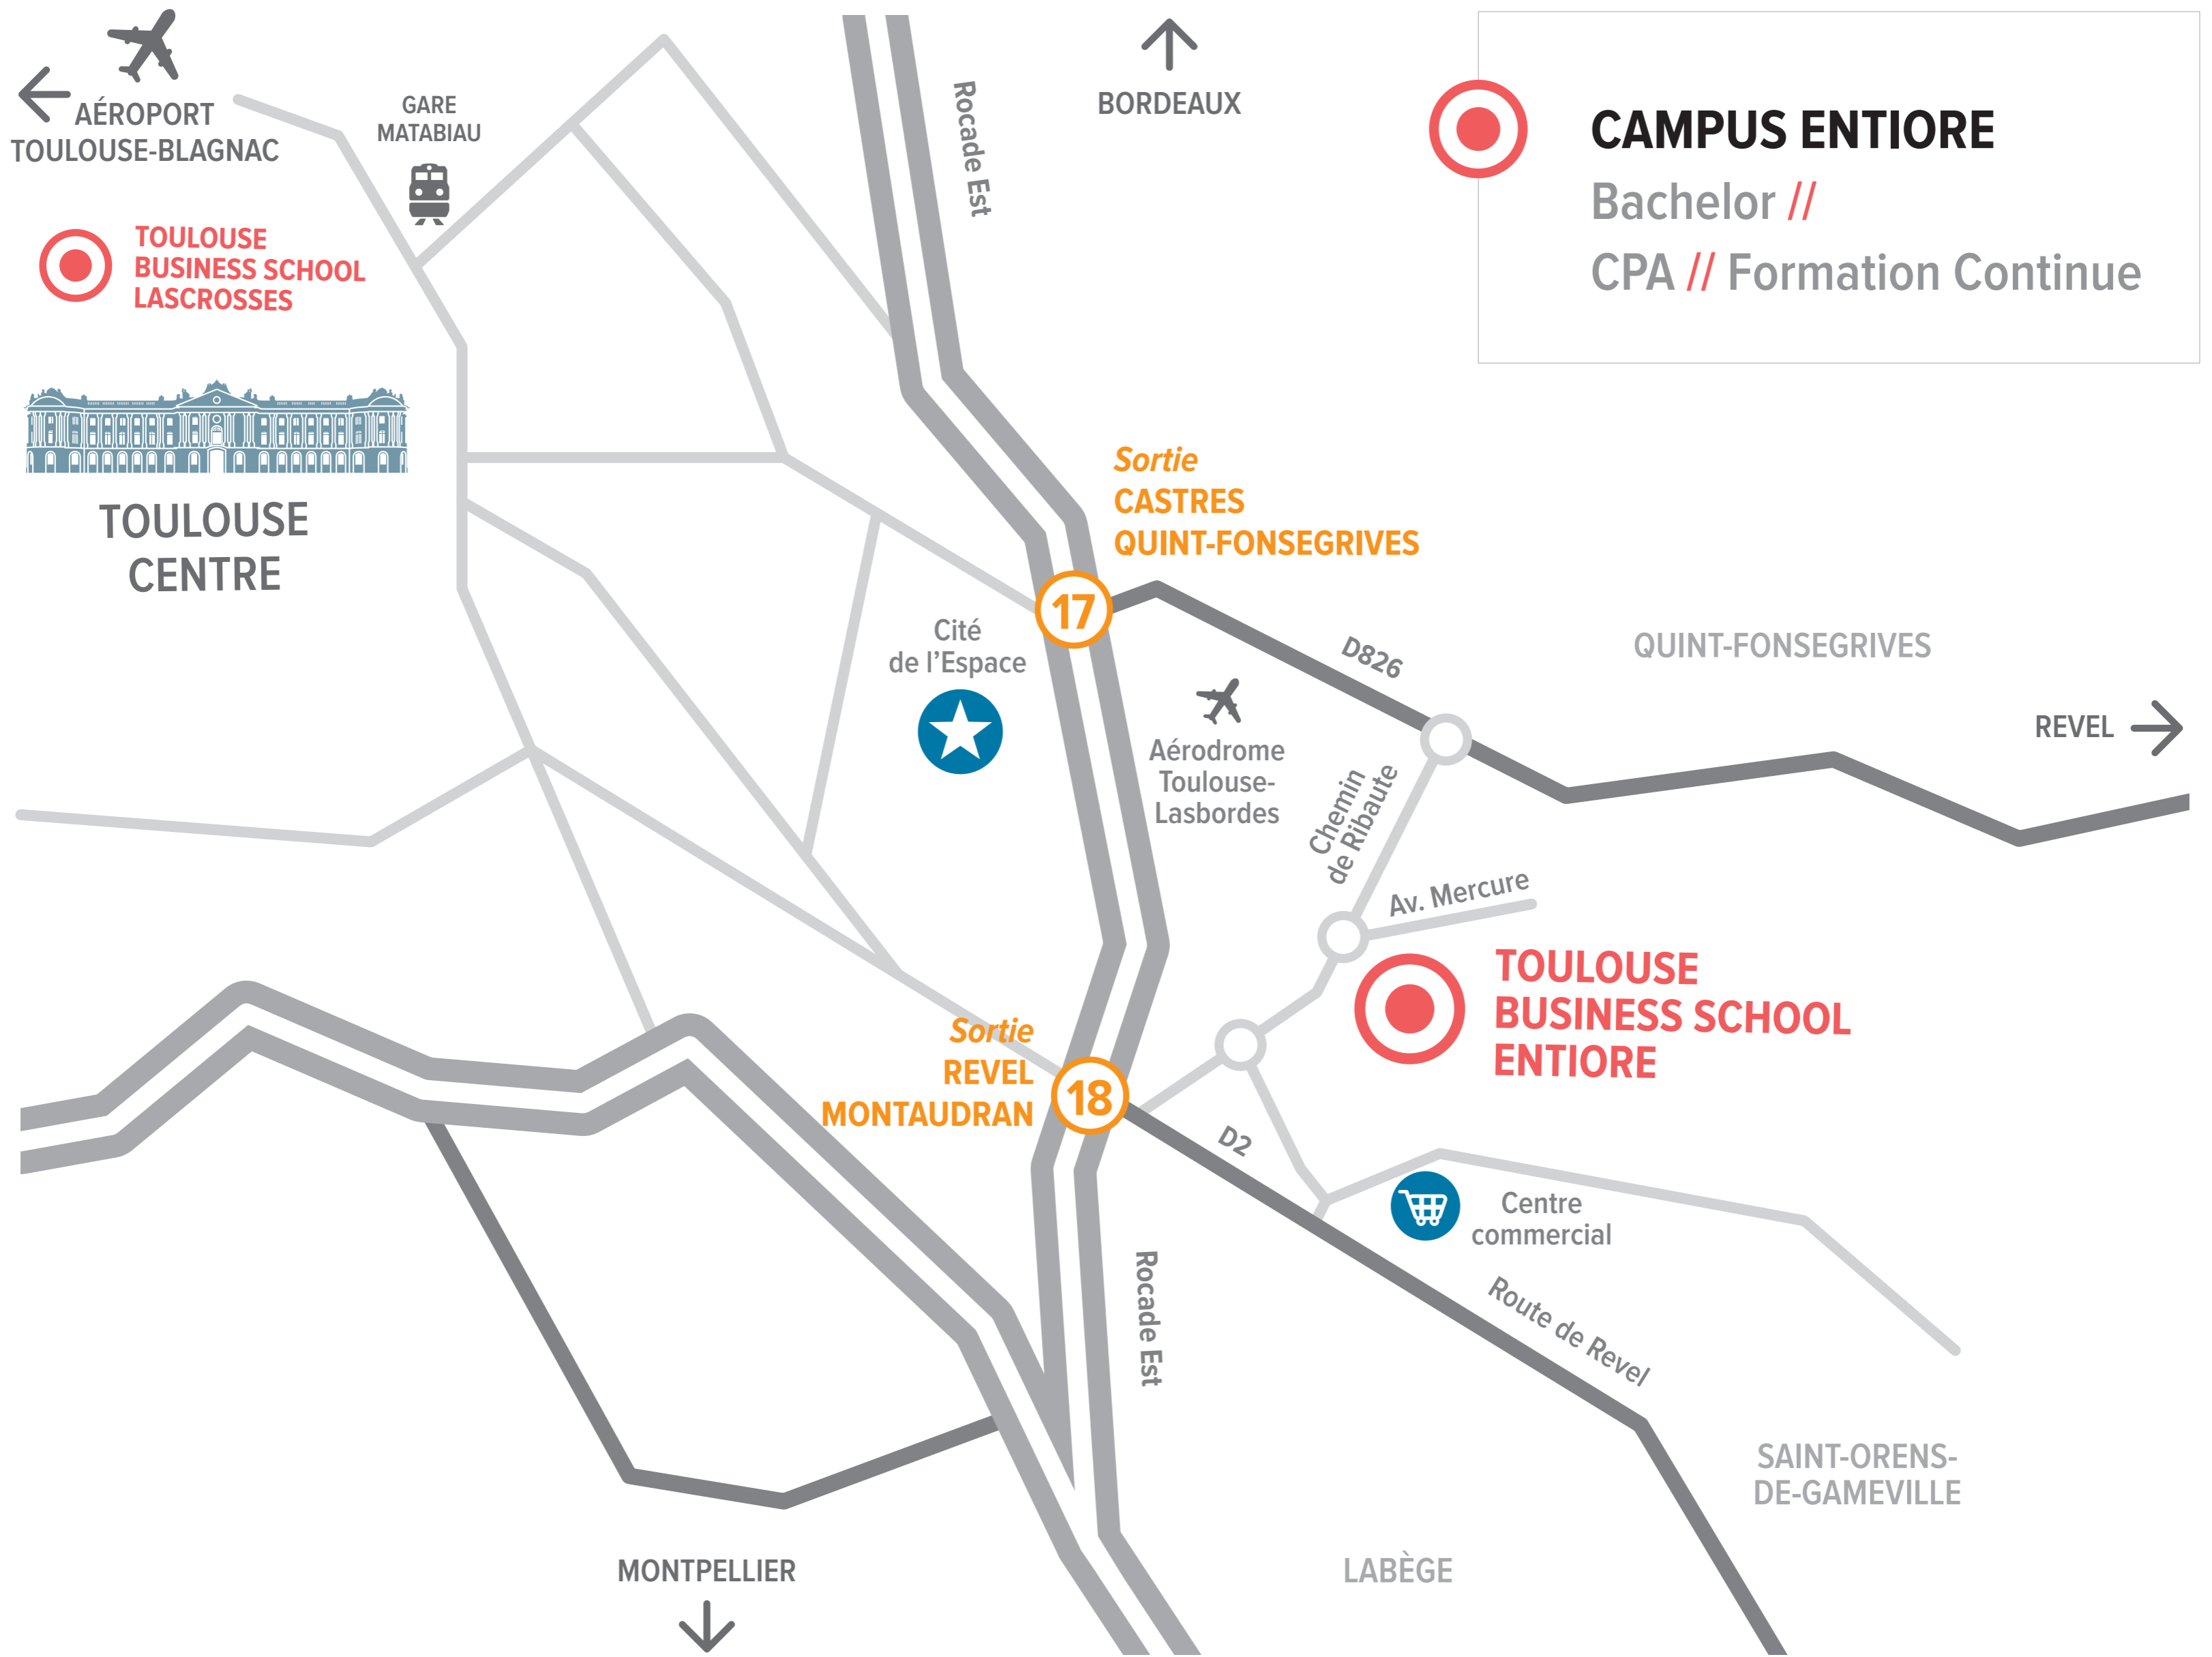 AÉROPORT
TOULOUSE-BLAGNAC
GARE
MATABIAU
Rocade Est
BORDEAUX
CAMPUS ENTIORE
Bachelor //
CPA // Formation Continue
TOULOUSE
BUSINESS SCHOOL
LASCROSSES
TOULOUSE
CENTRE
Sortie
CASTRES
QUINT-FONSEGRIVES
17
Cité
de l’Espace
D826
QUINT-FONSEGRIVES
REVEL
Aérodrome
Toulouse-
Lasbordes
Chemin
de Ribaute
Av. Mercure
TOULOUSE
BUSINESS SCHOOL
ENTIORE
Sortie
REVEL
MONTAUDRAN
18
D2
Centre
commercial
Rocade Est
Route de Revel
SAINT-ORENS-
DE-GAMEVILLE
MONTPELLIER
LABÈGE